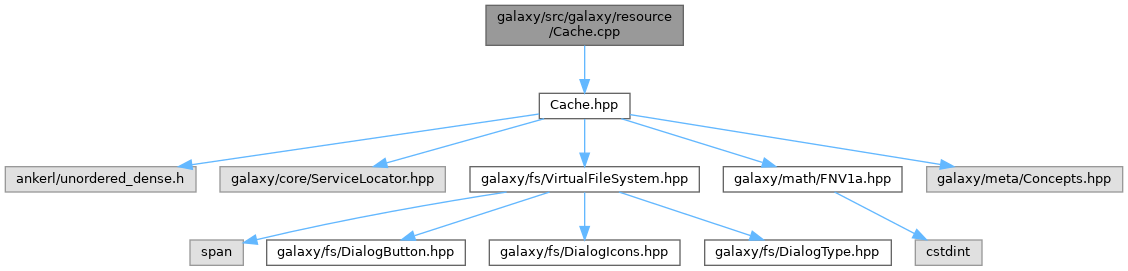 galaxy/src/galaxy/resource
/Cache.cpp
Cache.hpp
ankerl/unordered_dense.h
galaxy/core/ServiceLocator.hpp
galaxy/fs/VirtualFileSystem.hpp
galaxy/math/FNV1a.hpp
galaxy/meta/Concepts.hpp
span
galaxy/fs/DialogButton.hpp
galaxy/fs/DialogIcons.hpp
galaxy/fs/DialogType.hpp
cstdint